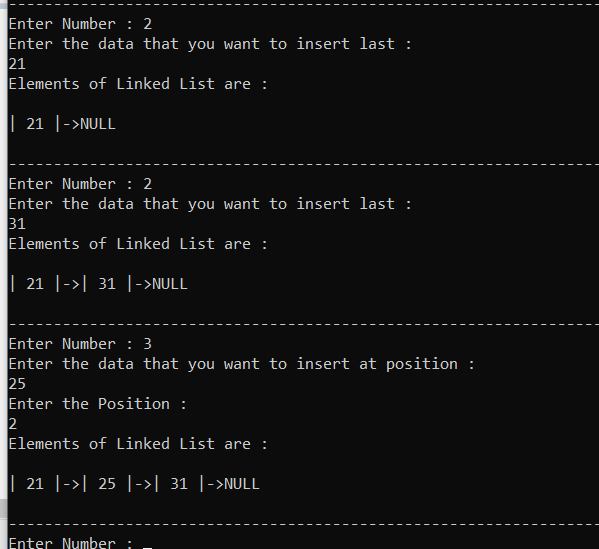 ------------------------------------------------------------------
Enter Number : 2
Enter the data that you want to insert last :
21
Elements of Linked List are :
| 21 |->NULL
------------------------------------------------------------------
Enter Number : 2
Enter the data that you want to insert last :
31
Elements of Linked List are :
| 21 |->| 31 |->NULL
------------------------------------------------------------------
Enter Number : 3
Enter the data that you want to insert at position :
25
Enter the Position :
2
Elements of Linked List are :
| 21 |->| 25 |->| 31 |->NULL
------------------------------------------------------------------
Enter Number : _